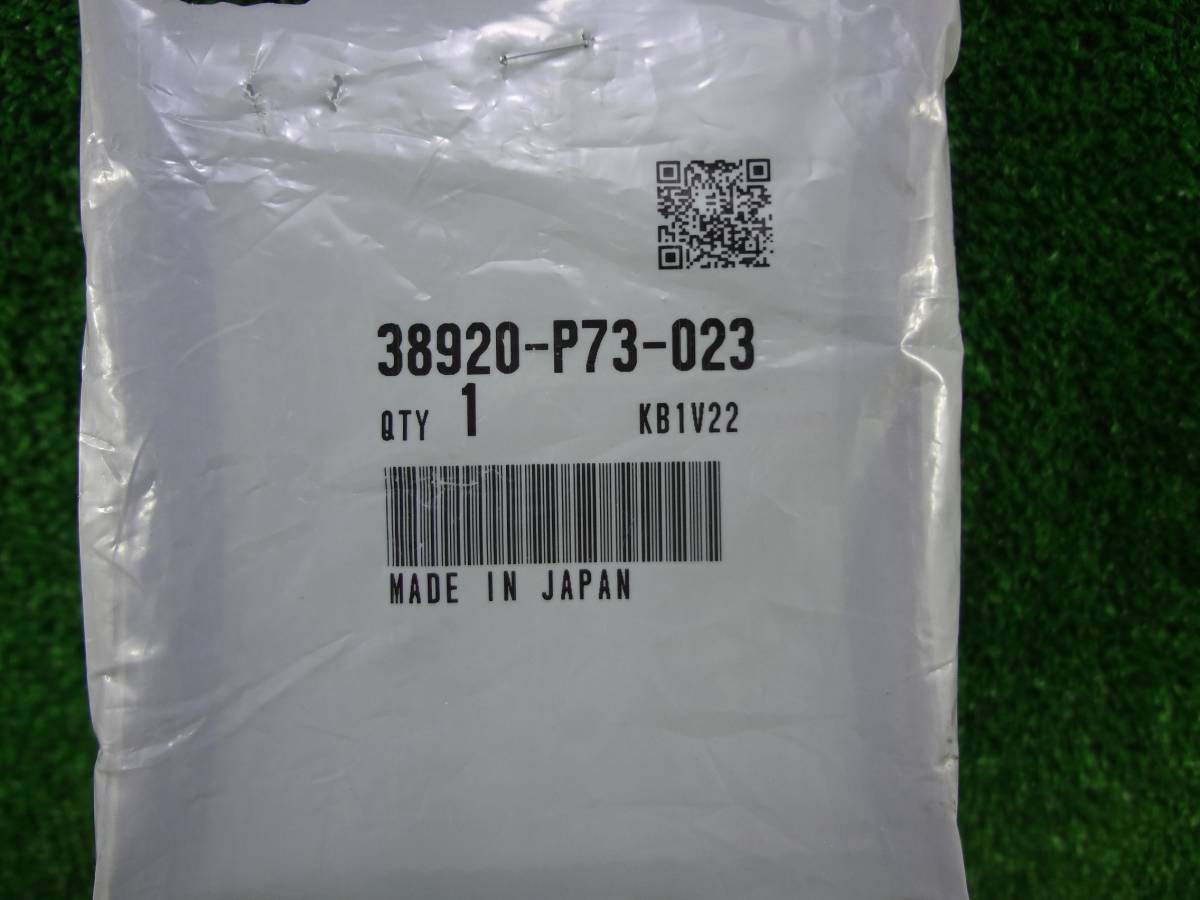 38920-P73-023
QTY 1 KB1V22
MADE IN JAPAN